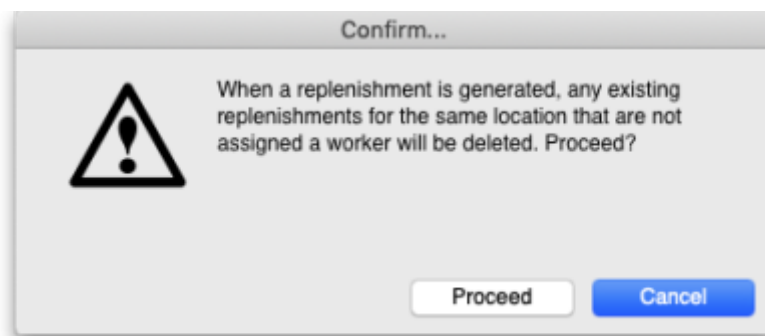 Confirm...
When a replenishment is generated, any existing
replenishments for the same location that are not
assigned a worker will be deleted. Proceed?
Proceed
Cancel